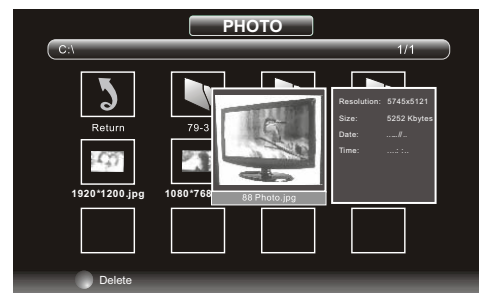 PHOTO
C:\ 1/1
Return 79-3
Resolution: 5745x5121
Size: 5252 Kbytes
Date: .....//..
Time: ....: :..
1920*1200.jpg 1080*768
88 Photo.jpg
Delete